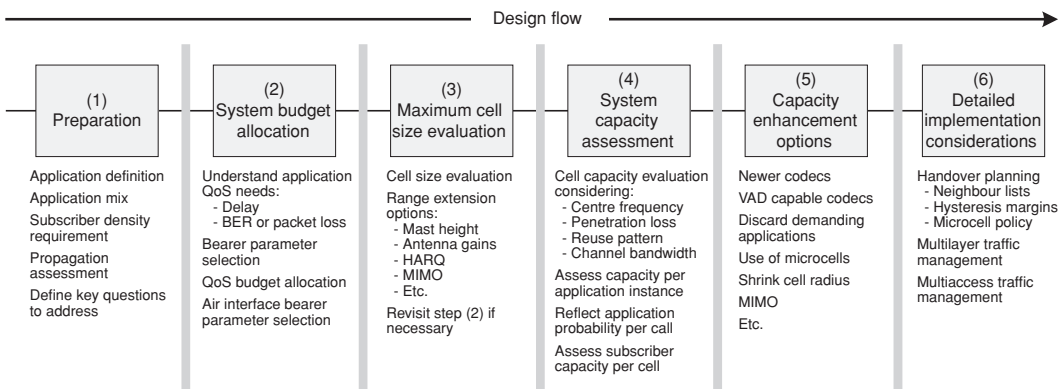 Design flow
(1)
Preparation
Application definition
Application mix
Subscriber density
requirement
Propagation
assessment
Define key questions
to address
(2)
System budget
allocation
Understand application
QoS needs:
- Delay
- BER or packet loss
Bearer parameter
selection
QoS budget allocation
Air interface bearer
parameter selection
(3)
Maximum cell
size evaluation
Cell size evaluation
Range extension
options:
- Mast height
- Antenna gains
- HARQ
- MIMO
- Etc.
Revisit step (2) if
necessary
(4)
System
capacity
assessment
Cell capacity evaluation
considering:
- Centre frequency
- Penetration loss
- Reuse pattern
- Channel bandwidth
Assess capacity per
application instance
Reflect application
probability per call
Assess subscriber
capacity per cell
(5)
Capacity
enhancement
options
Newer codecs
VAD capable codecs
Discard demanding
applications
Use of microcells
Shrink cell radius
MIMO
Etc.
(6)
Detailed
implementation
considerations
Handover planning
- Neighbour lists
- Hysteresis margins
- Microcell policy
Multilayer traffic
management
Multiaccess traffic
management